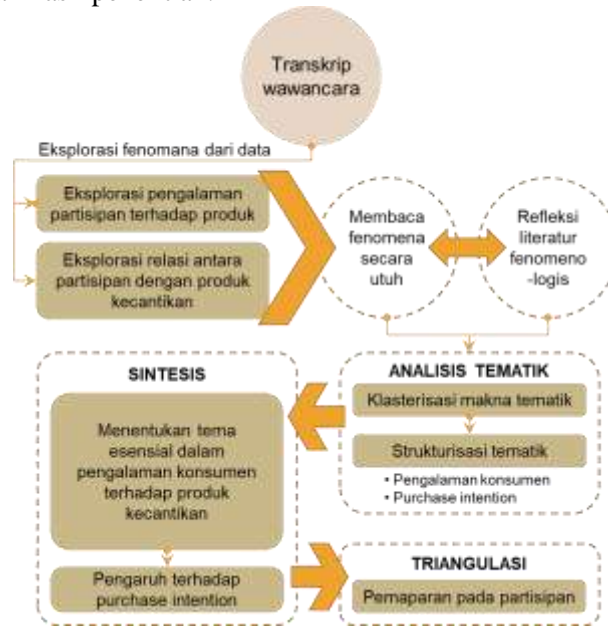 Transkrip
wawancara
Eksplorasi fenomana dari data
Eksplorasi pengalaman
partisipan terhadap produk
Eksplorasi relasi antara
partisipan dengan produk
kecantikan
Membaca
fenomena
secara
utuh
Refleksi
literatur
fenomeno
-logis
ANALISIS TEMATIK
Klasterisasi makna tematik
Strukturisasi tematik
• Pengalaman konsumen
• Purchase intention
SINTESIS
Menentukan tema
esensial dalam
pengalaman konsumen
terhadap produk
kecantikan
Pengaruh terhadap
purchase intention
TRIANGULASI
Pemaparan pada partisipan